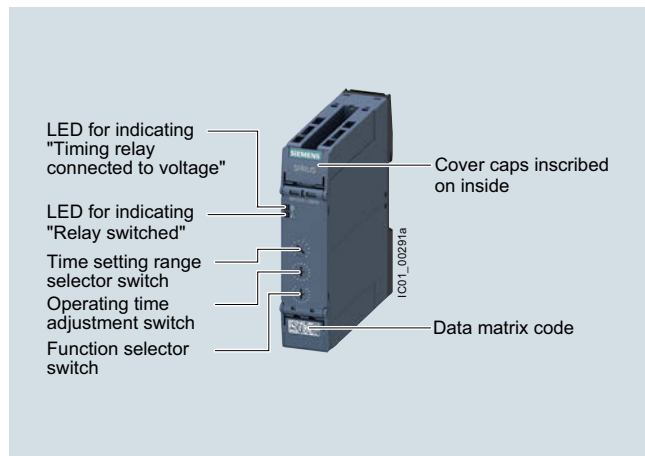 LED for indicating
"Timing relay
connected to voltage"
LED for indicating
"Relay switched"
Time setting range
selector switch
Operating time
adjustment switch
Function selector
switch
SIEMENS
SIRIUS
Cover caps inscribed
on inside
IC01_00291a
Data matrix code